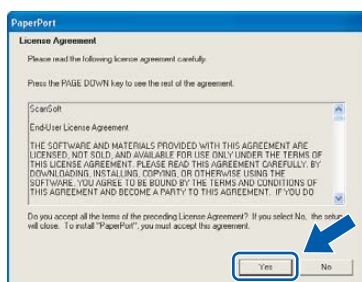 PaperPort
License Agreement
Please read the following license agreement carefully.
Press the PAGE DOWN key to see the rest of the agreement.
ScanSoft
End-User License Agreement
THE SOFTWARE AND MATERIALS PROVIDED WITH THIS AGREEMENT ARE
LICENSED, NOT SOLD, AND AVAILABLE FOR USE ONLY UNDER THE TERMS OF
THIS LICENSE AGREEMENT. PLEASE READ THIS AGREEMENT CAREFULLY. BY
DOWNLOADING, INSTALLING, COPYING, OR OTHERWISE USING THE
SOFTWARE, YOU AGREE TO BE BOUND BY THE TERMS AND CONDITIONS OF
THIS AGREEMENT AND BECOME A PARTY TO THIS AGREEMENT. IF YOU DO
Do you accept all the terms of the preceding License Agreement? If you select No, the setup
will close. To install "PaperPort", you must accept this agreement.
Yes
No